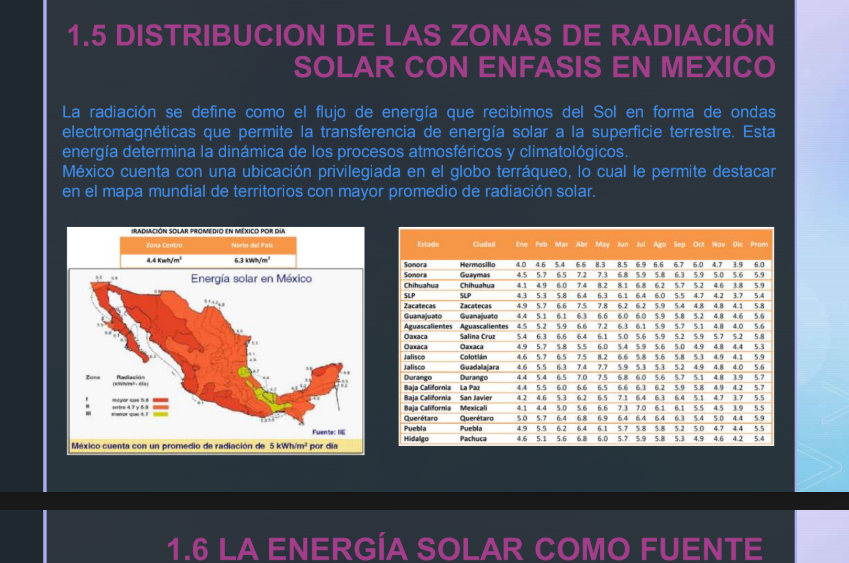 1.5 DISTRIBUCION DE LAS ZONAS DE RADIACIÓN
SOLAR CON ENFASIS EN MEXICO
La radiación se define como el flujo de energía que recibimos del Sol en forma de ondas
electromagnéticas que permite la transferencia de energía solar a la superficie terrestre. Esta
energía determina la dinámica de los procesos atmosféricos y climatológicos.
México cuenta con una ubicación privilegiada en el globo terráqueo, lo cual le permite destacar
en el mapa mundial de territorios con mayor promedio de radiación solar.
IRADIACIÓN SOLAR PROMEDIO EN MÉXICO POR DÍA
Zona Centro Norte del País
4.4 Kwh/m² 6.3 kWh/m²
Energía solar en México
Zona Radiación
(kWh/m² - día)
I mayor que 5.9
II entre 4.7 y 5.9
III menor que 4.7
Fuente: IIE
México cuenta con un promedio de radiación de 5 kWh/m² por día
Estado Ciudad Ene Feb Mar Abr May Jun Jul Ago Sep Oct Nov Dic Prom
Sonora Hermosillo 4.0 4.6 5.4 6.6 8.3 8.5 6.9 6.6 6.7 6.0 4.7 3.9 6.0
Sonora Guaymas 4.5 5.7 6.5 7.2 7.3 6.8 5.9 5.8 6.3 5.9 5.0 5.6 5.9
Chihuahua Chihuahua 4.1 4.9 6.0 7.4 8.2 8.1 6.8 6.2 5.7 5.2 4.6 3.8 5.9
SLP SLP 4.3 5.3 5.8 6.4 6.3 6.1 6.4 6.0 5.5 4.7 4.2 3.7 5.4
Zacatecas Zacatecas 4.9 5.7 6.6 7.5 7.8 6.2 6.2 5.9 5.4 4.8 4.8 4.1 5.8
Guanajuato Guanajuato 4.4 5.1 6.1 6.3 6.6 6.0 6.0 5.9 5.8 5.2 4.8 4.6 5.6
Aguascalientes Aguascalientes 4.5 5.2 5.9 6.6 7.2 6.3 6.1 5.9 5.7 5.1 4.8 4.0 5.6
Oaxaca Salina Cruz 5.4 6.3 6.6 6.4 6.1 5.0 5.6 5.9 5.2 5.9 5.7 5.2 5.8
Oaxaca Oaxaca 4.9 5.7 5.8 5.5 6.0 5.4 5.9 5.6 5.0 4.9 4.8 4.4 5.3
Jalisco Colotlán 4.6 5.7 6.5 7.5 8.2 6.6 5.8 5.6 5.8 5.3 4.9 4.1 5.9
Jalisco Guadalajara 4.6 5.5 6.3 7.4 7.7 5.9 5.3 5.3 5.2 4.9 4.8 4.0 5.6
Durango Durango 4.4 5.4 6.5 7.0 7.5 6.8 6.0 5.6 5.7 5.1 4.8 3.9 5.7
Baja California La Paz 4.4 5.5 6.0 6.6 6.5 6.6 6.3 6.2 5.9 5.8 4.9 4.2 5.7
Baja California San Javier 4.2 4.6 5.3 6.2 6.5 7.1 6.4 6.3 6.4 5.1 4.7 3.7 5.5
Baja California Mexicali 4.1 4.4 5.0 5.6 6.6 7.3 7.0 6.1 6.1 5.5 4.5 3.9 5.5
Querétaro Querétaro 5.0 5.7 6.4 6.8 6.9 6.4 6.4 6.4 6.3 5.4 5.0 4.4 5.9
Puebla Puebla 4.9 5.5 6.2 6.4 6.1 5.7 5.8 5.8 5.2 5.0 4.7 4.4 5.5
Hidalgo Pachuca 4.6 5.1 5.6 6.8 6.0 5.7 5.9 5.8 5.3 4.9 4.6 4.2 5.4
1.6 LA ENERGÍA SOLAR COMO FUENTE